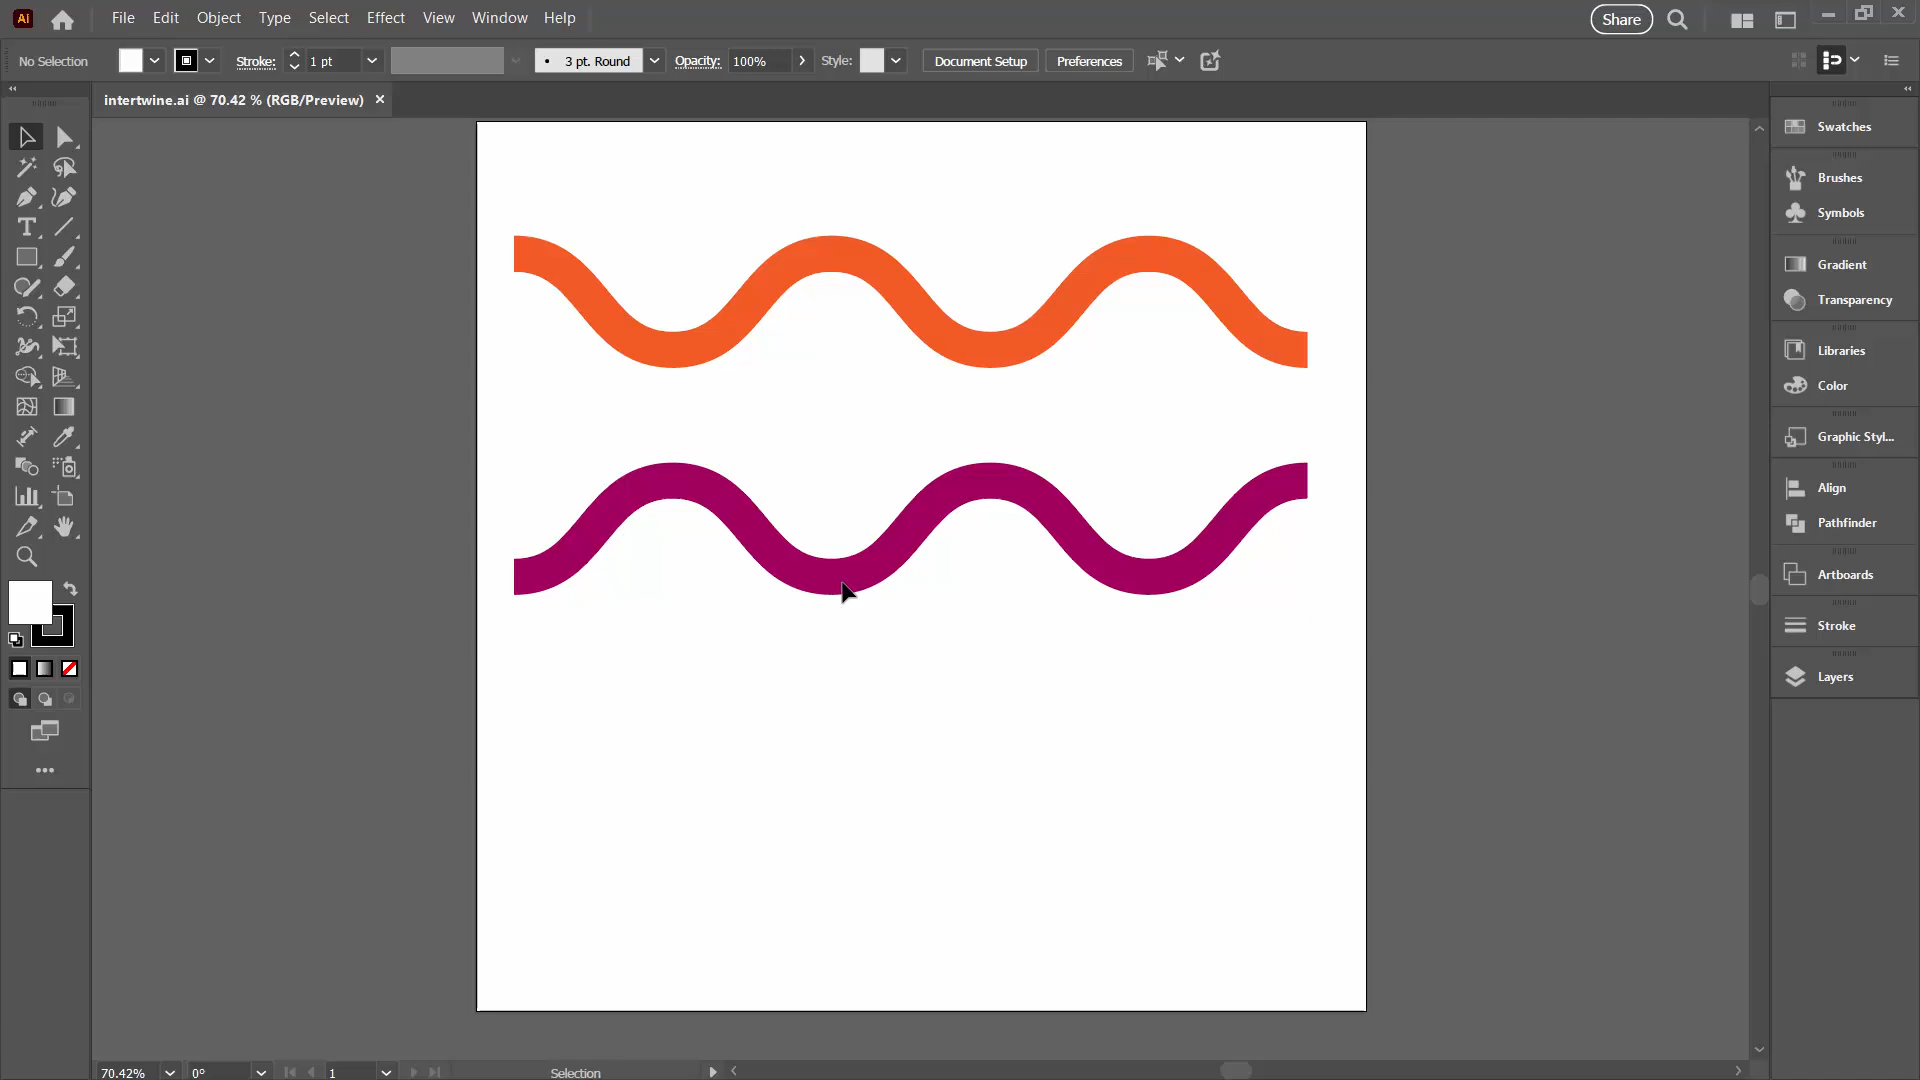 Ai File Edit Object Type Select Effect View Window Help Share
No Selection Stroke: 1 pt 3 pt. Round Opacity: 100% Style: Document Setup Preferences
intertwine.ai @ 70.42 % (RGB/Preview)
Swatches
Brushes
Symbols
Gradient
Transparency
Libraries
Color
Graphic Styl...
Align
Pathfinder
Artboards
Stroke
Layers
70.42% 0° 1 Selection